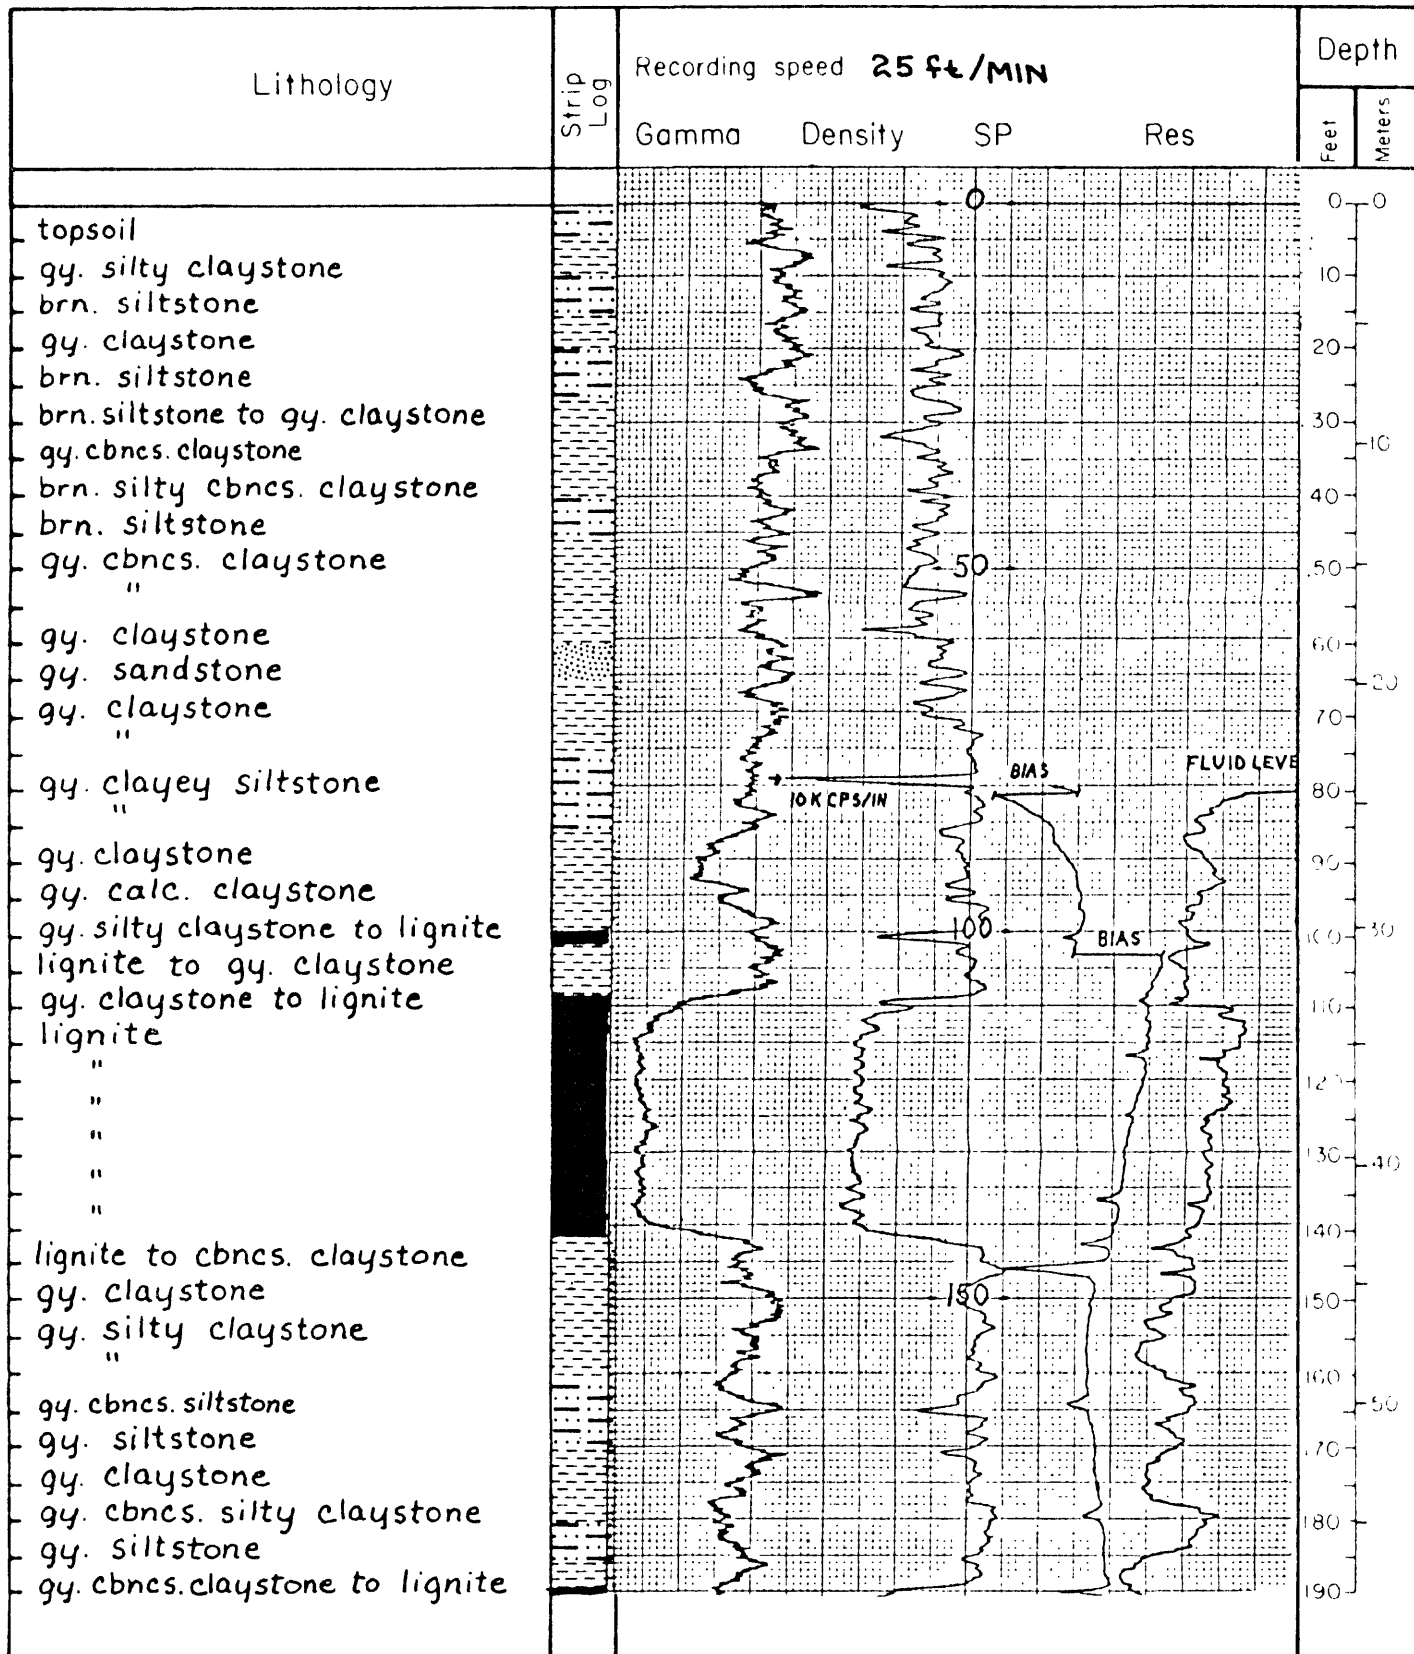 Lithology
Strip Log
Recording speed 25 ft/MIN
Gamma Density SP Res
Depth
Feet
Meters
topsoil
gy. silty claystone
brn. siltstone
gy. claystone
brn. siltstone
brn. siltstone to gy. claystone
gy. cbncs. claystone
brn. silty cbncs. claystone
brn. siltstone
gy. cbncs. claystone
"
gy. claystone
gy. sandstone
gy. claystone
"
gy. clayey siltstone
"
gy. claystone
gy. calc. claystone
gy. silty claystone to lignite
lignite to gy. claystone
gy. claystone to lignite
lignite
"
"
"
"
"
lignite to cbncs. claystone
gy. claystone
gy. silty claystone
"
gy. cbncs. siltstone
gy. siltstone
gy. claystone
gy. cbncs. silty claystone
gy. siltstone
gy. cbncs. claystone to lignite
0
50
10K CPS/IN
BIAS
FLUID LEVE
100
BIAS
150
0
10
20
30
40
50
60
70
80
90
100
110
120
130
140
150
160
170
180
190
0
10
20
30
40
50